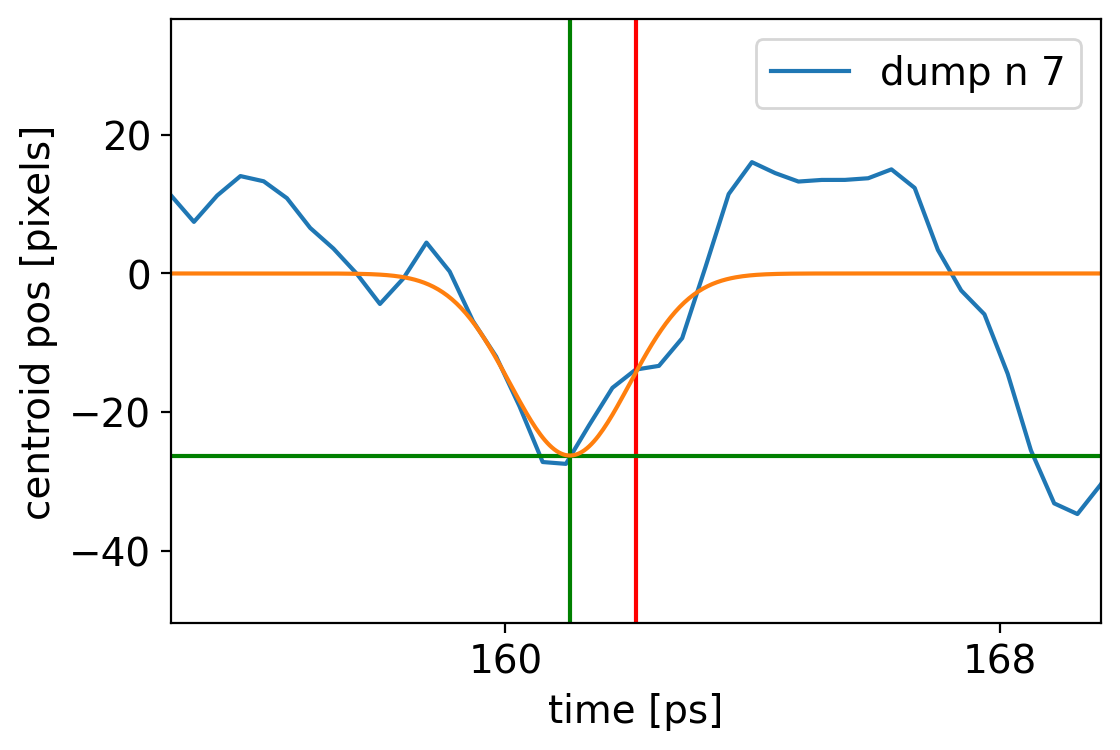 dump n 7
20
0
−20
−40
centroid pos [pixels]
160
168
time [ps]